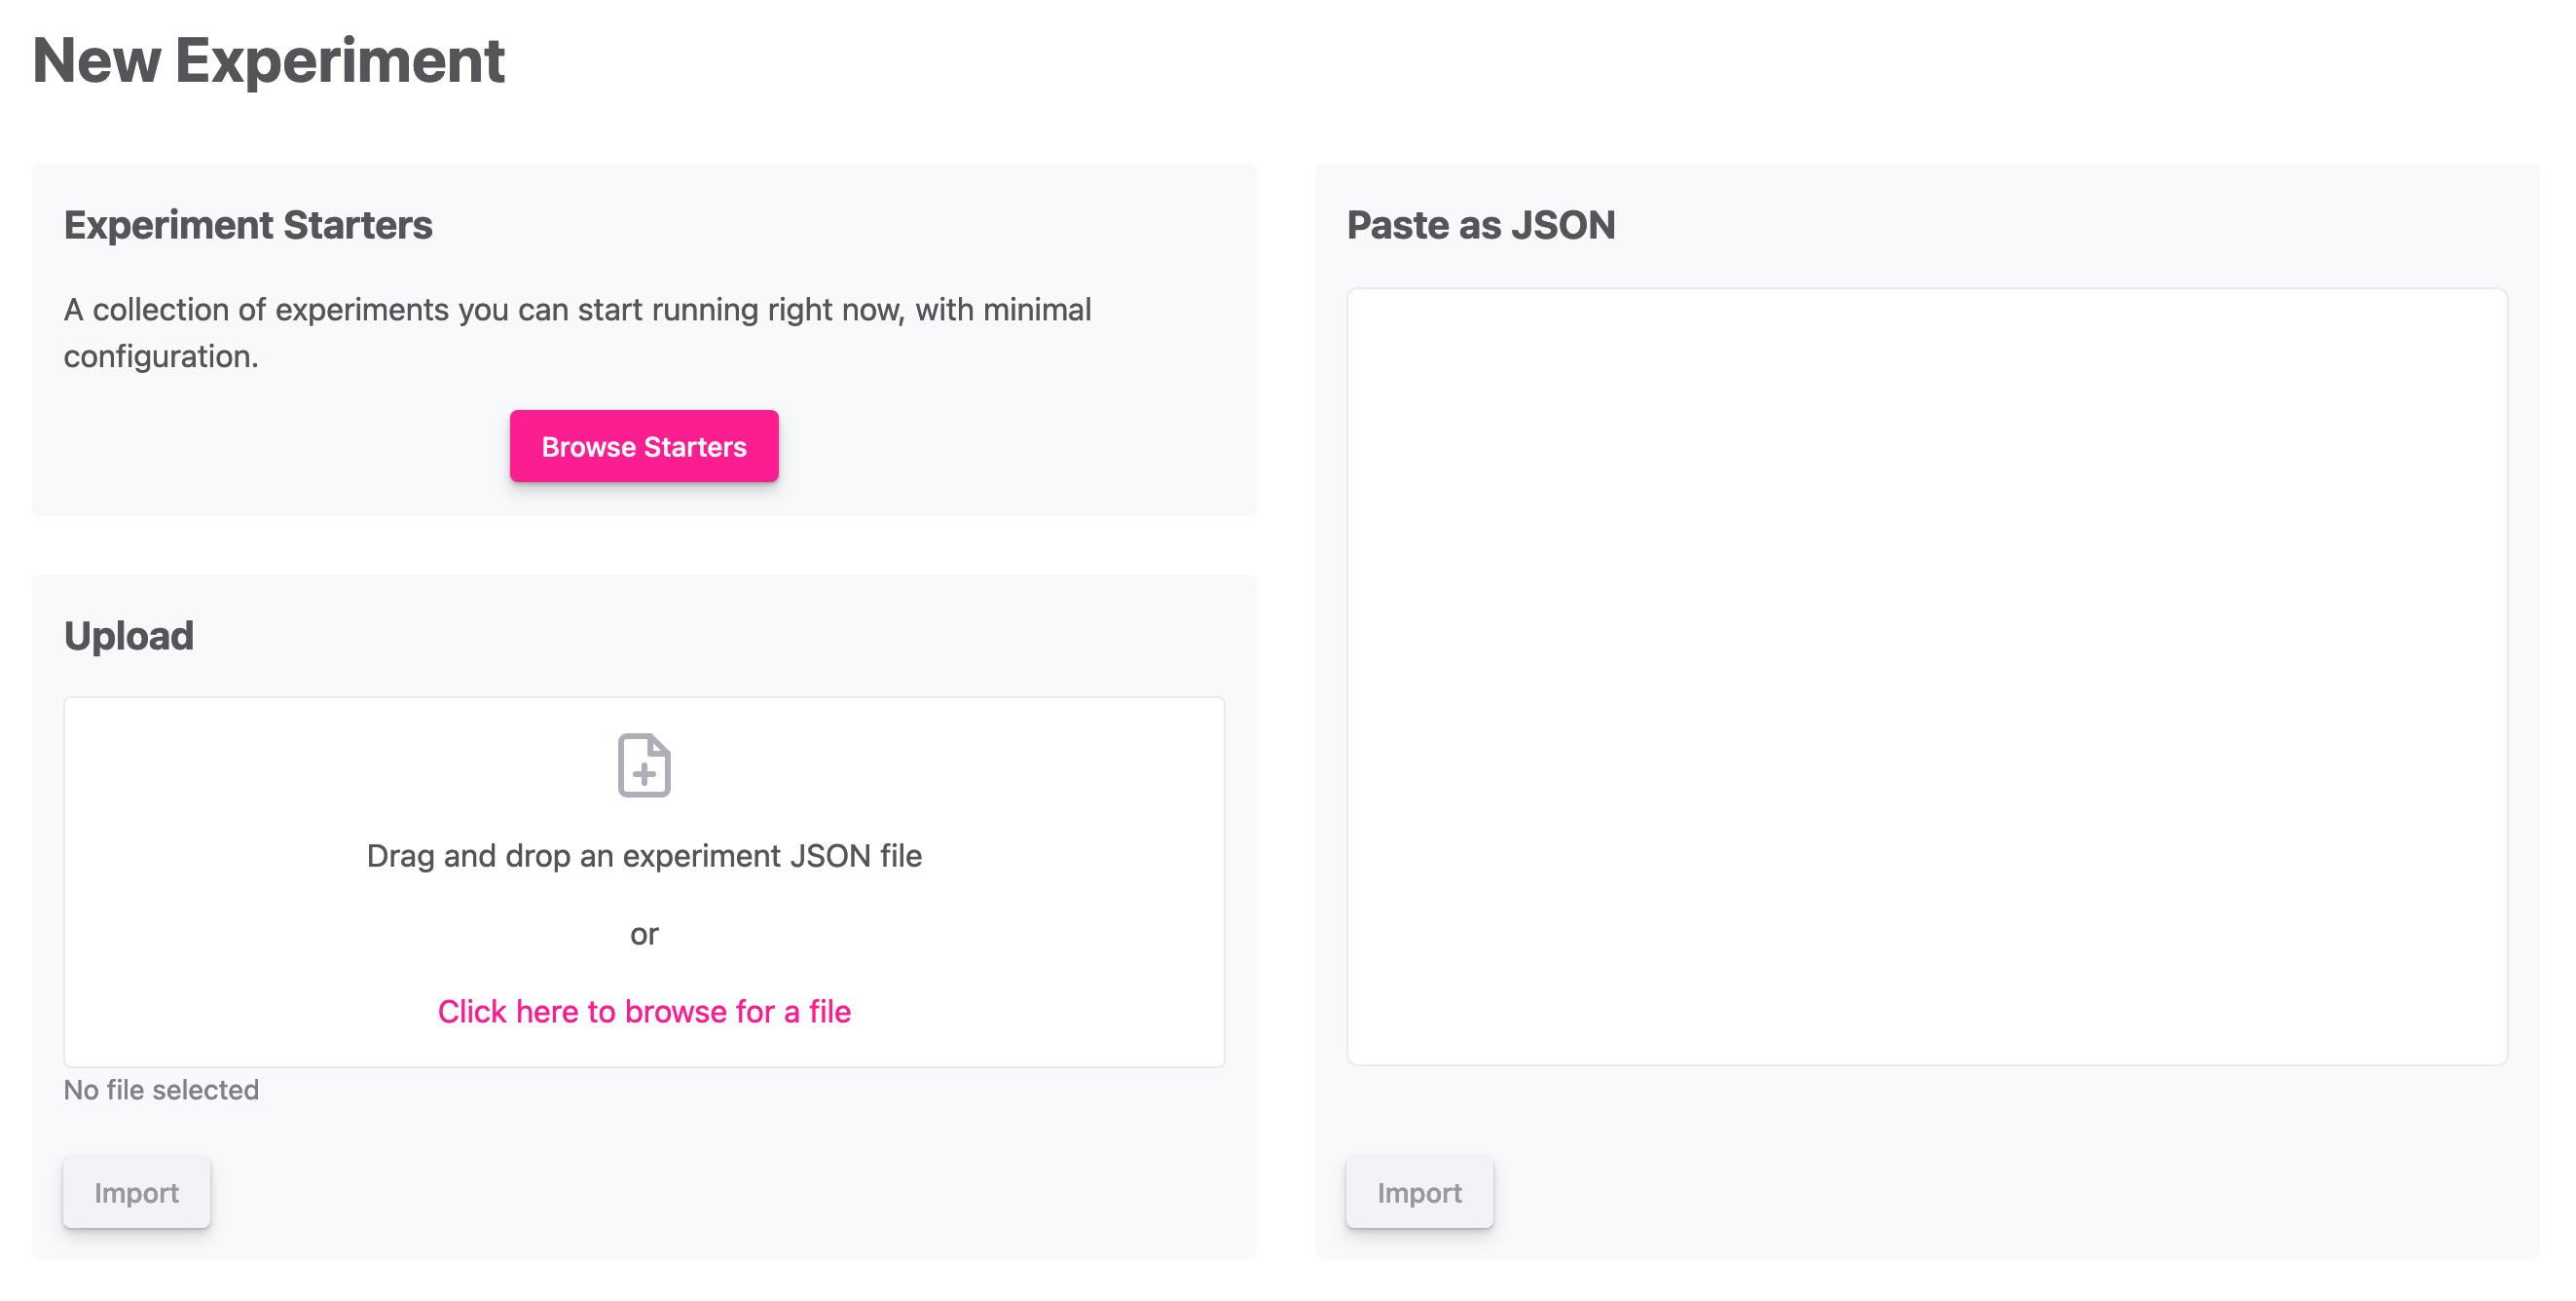 New Experiment
Experiment Starters
A collection of experiments you can start running right now, with minimal
configuration.
Browse Starters
Upload
Drag and drop an experiment JSON file
or
Click here to browse for a file
No file selected
Import
Paste as JSON
Import